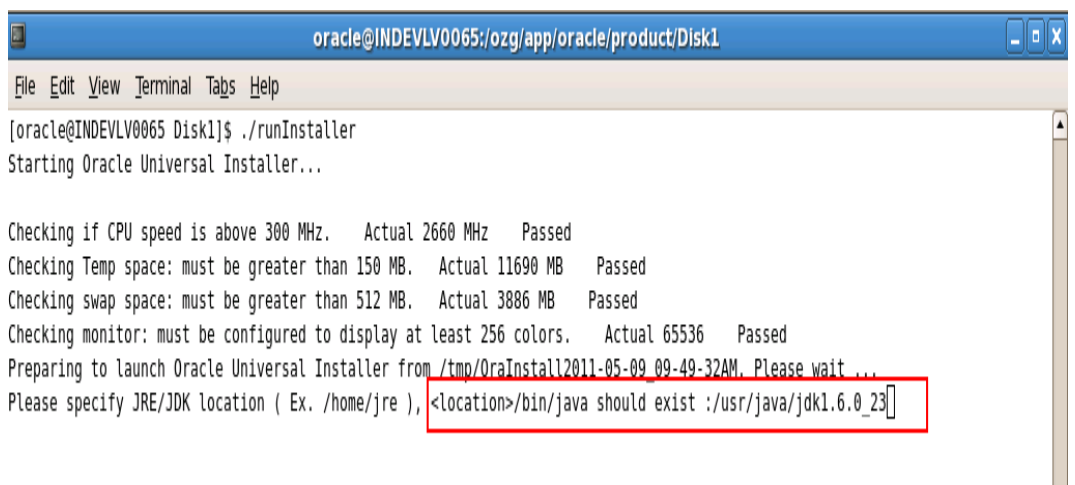 oracle@INDEVLV0065:/ozg/app/oracle/product/Disk1
File Edit View Terminal Tabs Help
[oracle@INDEVLV0065 Disk1]$ ./runInstaller
Starting Oracle Universal Installer...
Checking if CPU speed is above 300 MHz.    Actual 2660 MHz    Passed
Checking Temp space: must be greater than 150 MB.   Actual 11690 MB    Passed
Checking swap space: must be greater than 512 MB.   Actual 3886 MB    Passed
Checking monitor: must be configured to display at least 256 colors.    Actual 65536    Passed
Preparing to launch Oracle Universal Installer from /tmp/OraInstall2011-05-09_09-49-32AM. Please wait ...
Please specify JRE/JDK location ( Ex. /home/jre ), <location>/bin/java should exist :/usr/java/jdk1.6.0_23